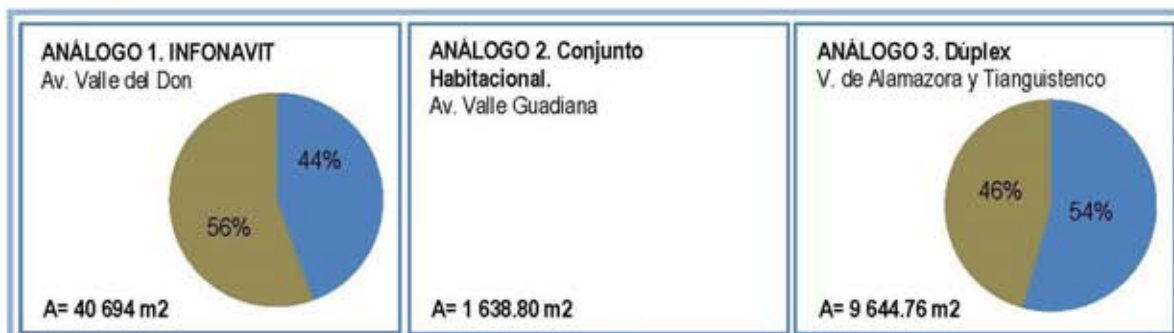 ANÁLOGO 1. INFONAVIT
Av. Valle del Don
44%
56%
A= 40 694 m2
ANÁLOGO 2. Conjunto
Habitacional.
Av. Valle Guadiana
A= 1 638.80 m2
ANÁLOGO 3. Dúplex
V. de Alamazora y Tianguistenco
46%
54%
A= 9 644.76 m2